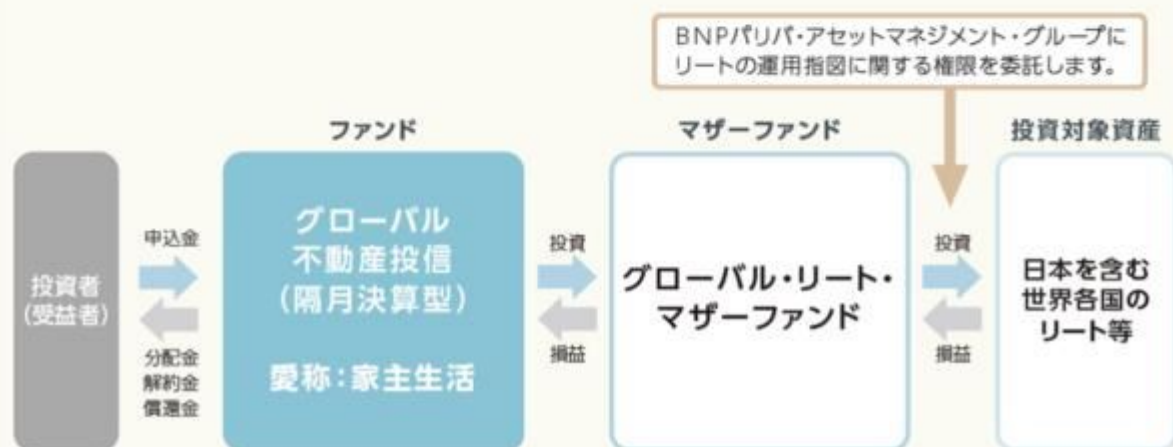 BNPパリバ・アセットマネジメント・グループに
リートの運用指図に関する権限を委託します。
ファンド
マザーファンド
投資対象資産
投資者
(受益者)
申込金
分配金
解約金
償還金
グローバル
不動産投信
(隔月決算型)
愛称:家主生活
投資
損益
グローバル・リート・
マザーファンド
投資
損益
日本を含む
世界各国の
リート等